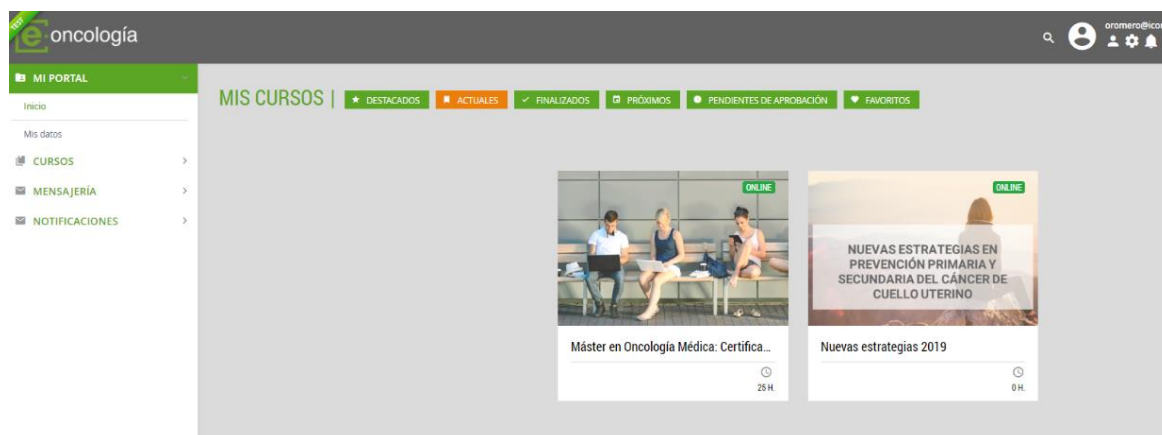 TEST
e-oncología
oromero@ico
MI PORTAL
Inicio
Mis datos
CURSOS
MENSAJERÍA
NOTIFICACIONES
MIS CURSOS |
DESTACADOS
ACTUALES
FINALIZADOS
PRÓXIMOS
PENDIENTES DE APROBACIÓN
FAVORITOS
ONLINE
Máster en Oncología Médica: Certifica...
25 H.
ONLINE
NUEVAS ESTRATEGIAS EN
PREVENCIÓN PRIMARIA Y
SECUNDARIA DEL CÁNCER DE
CUELLO UTERINO
Nuevas estrategias 2019
0 H.